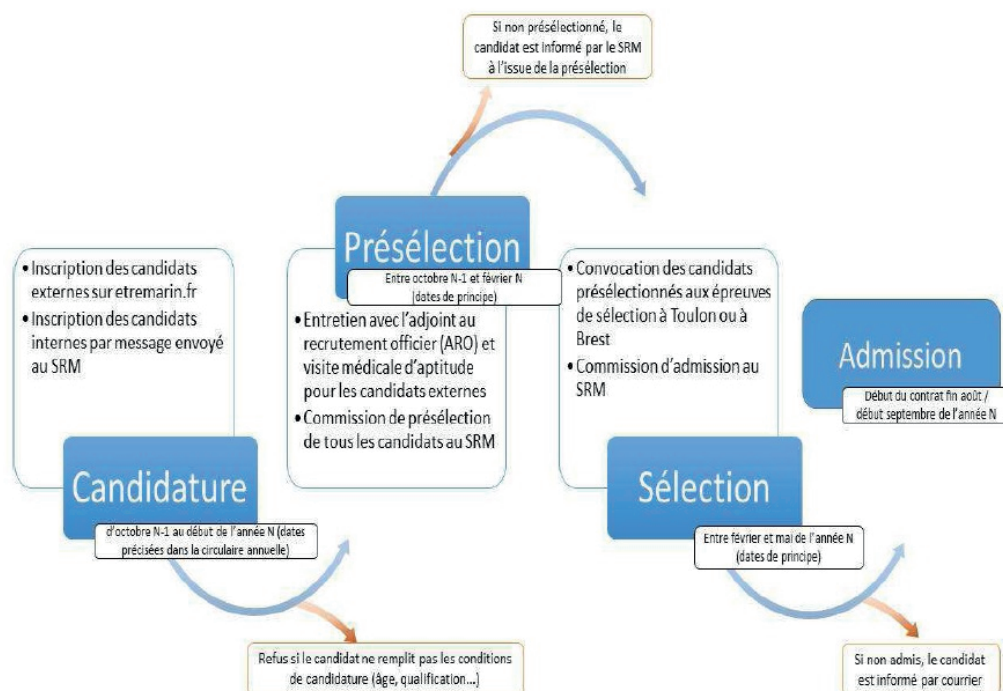 Si non présélectionné, le
candidat est informé par le SRM
à l'issue de la présélection
Présélection
Entre octobre N-1 et février N
(dates de principe)
• Inscription des candidats
externes sur etremarin.fr
• Inscription des candidats
internes par message envoyé
au SRM
Candidature
d'octobre N-1 au début de l'année N (dates
précisées dans la circulaire annuelle)
• Entretien avec l'adjoint au
recrutement officier (ARO) et
visite médicale d'aptitude
pour les candidats externes
• Commission de présélection
de tous les candidats au SRM
• Convocation des candidats
présélectionnés aux épreuves
de sélection à Toulon ou à
Brest
• Commission d'admission au
SRM
Sélection
Entre février et mai de l'année N
(dates de principe)
Admission
Début du contrat fin août /
début septembre de l'année N
Refus si le candidat ne remplit pas les conditions
de candidature (âge, qualification...)
Si non admis, le candidat
est informé par courrier